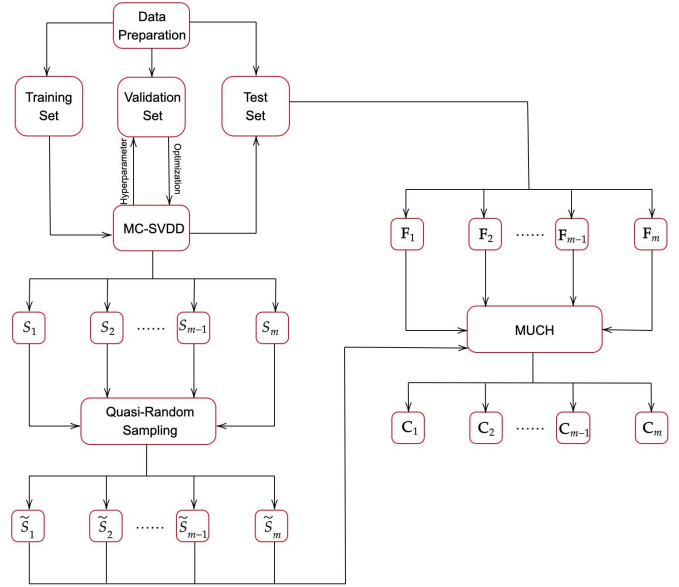 Data
Preparation
Training
Set
Validation
Set
Test
Set
Hyperparameter
Optimization
MC-SVDD
S₁
S₂
......
Sₘ₋₁
Sₘ
Quasi-Random
Sampling
S̃₁
S̃₂
......
S̃ₘ₋₁
S̃ₘ
F₁
F₂
......
Fₘ₋₁
Fₘ
MUCH
C₁
C₂
......
Cₘ₋₁
Cₘ